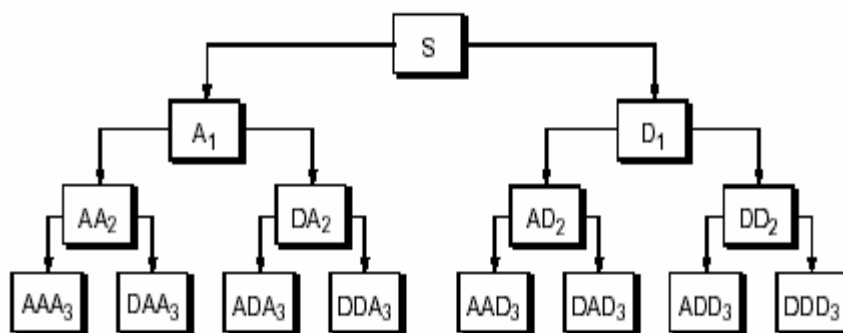 S
A₁ D₁
AA₂ DA₂ AD₂ DD₂
AAA₃ DAA₃ ADA₃ DDA₃ AAD₃ DAD₃ ADD₃ DDD₃